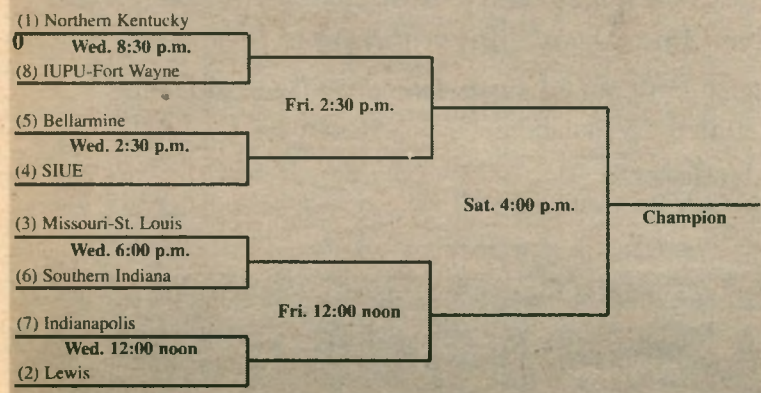 (1) Northern Kentucky
0
Wed. 8:30 p.m.
(8) IUPU-Fort Wayne
Fri. 2:30 p.m.
(5) Bellarmine
Wed. 2:30 p.m.
(4) SIUE
Sat. 4:00 p.m.
Champion
(3) Missouri-St. Louis
Wed. 6:00 p.m.
(6) Southern Indiana
Fri. 12:00 noon
(7) Indianapolis
Wed. 12:00 noon
(2) Lewis